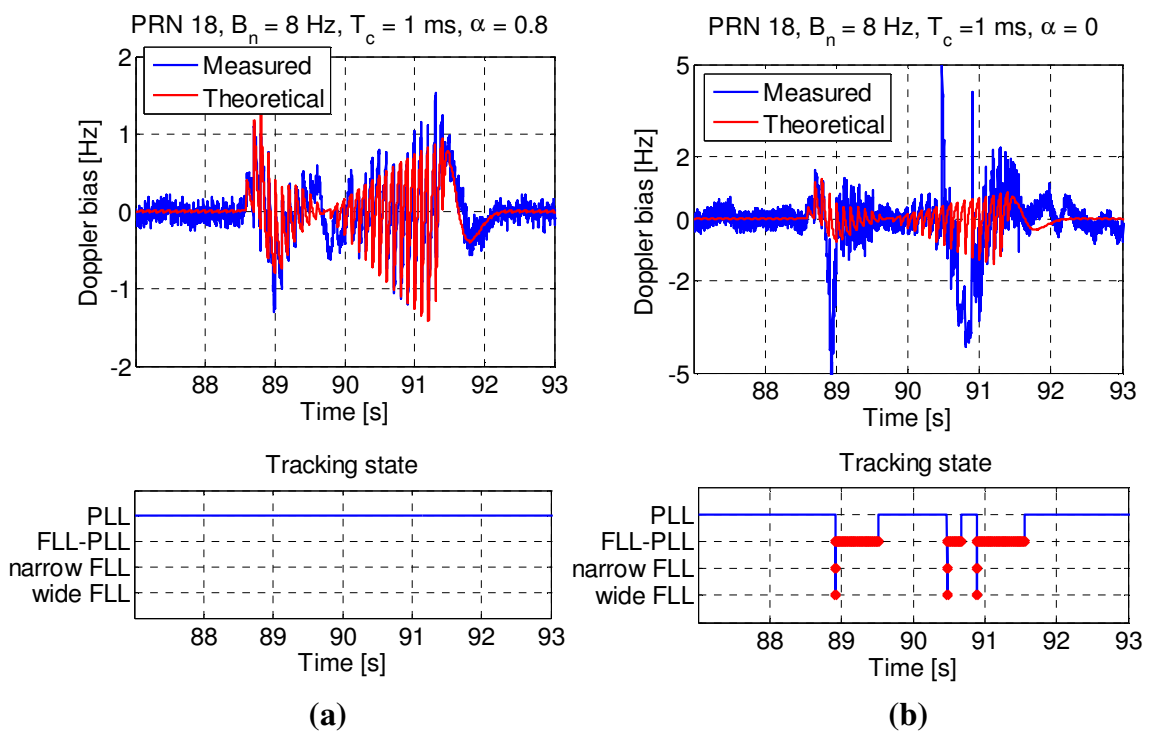 PRN 18, B_n = 8 Hz, T_c = 1 ms, α = 0.8
Measured
Theoretical
Doppler bias [Hz]
2
1
0
-1
-2
88 89 90 91 92 93
Time [s]
Tracking state
PLL
FLL-PLL
narrow FLL
wide FLL
88 89 90 91 92 93
Time [s]
(a)
PRN 18, B_n = 8 Hz, T_c =1 ms, α = 0
Measured
Theoretical
Doppler bias [Hz]
5
2
0
-2
-5
88 89 90 91 92 93
Time [s]
Tracking state
PLL
FLL-PLL
narrow FLL
wide FLL
88 89 90 91 92 93
Time [s]
(b)